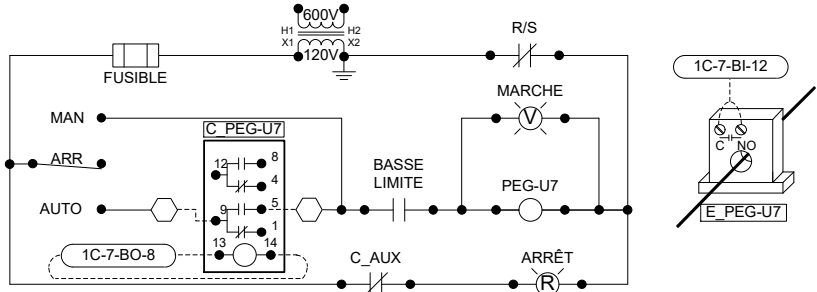 600V
H1 H2
X1 X2
120V
R/S
FUSIBLE
1C-7-BI-12
MARCHE
V
MAN
C_PEG-U7
ARR
12 8
4
BASSE
LIMITE
PEG-U7
C NO
AUTO
9 5
1
E_PEG-U7
1C-7-BO-8
13 14
C_AUX
ARRÊT
R